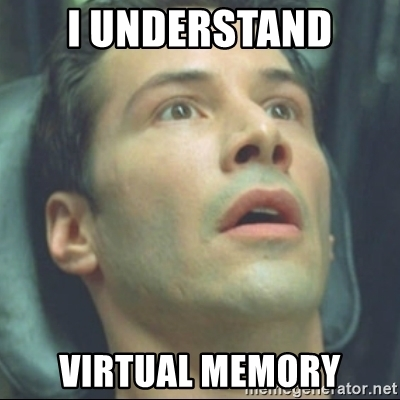 I UNDERSTAND
VIRTUAL MEMORY
memegenerator.net